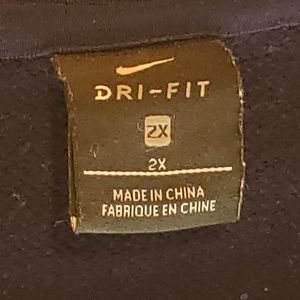 DRI-FIT
2X
2X
MADE IN CHINA
FABRIQUE EN CHINE